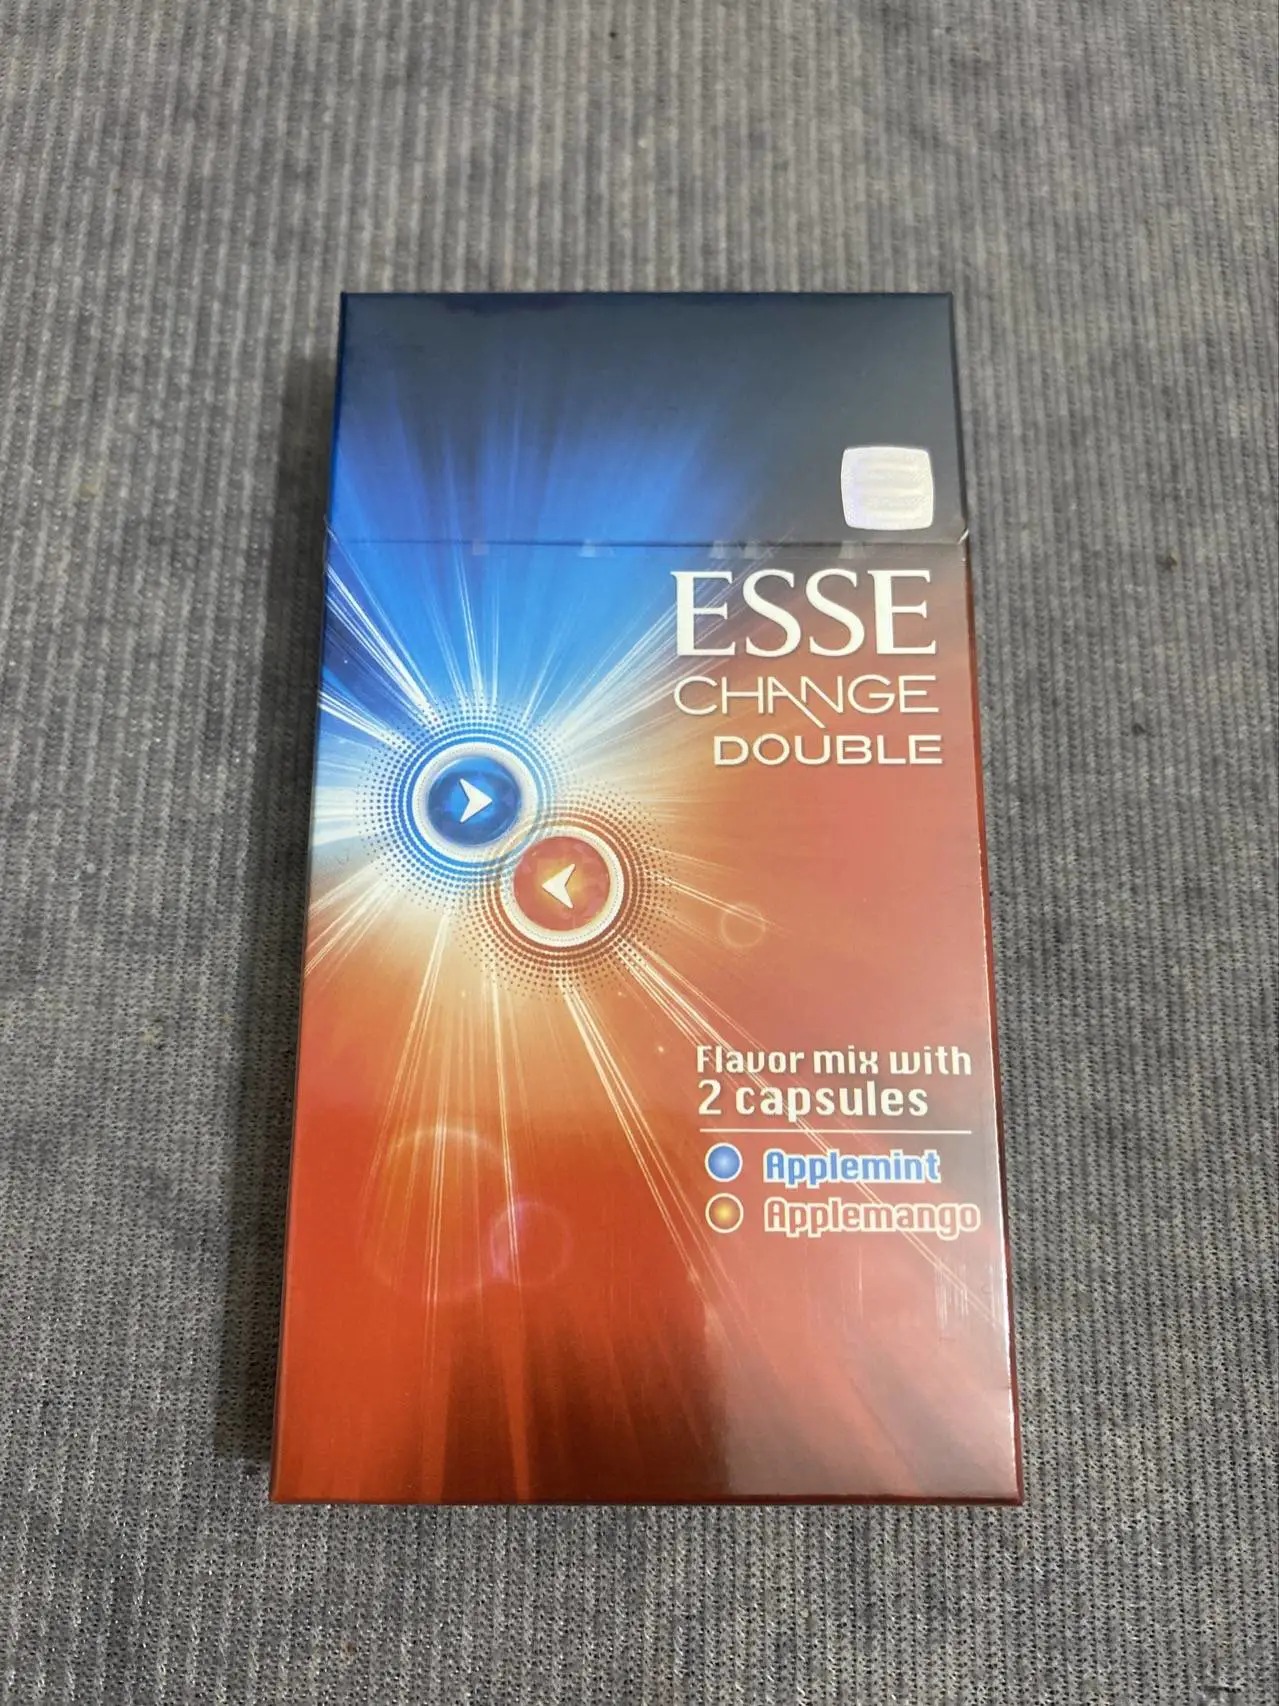 ESSE
CHANGE
DOUBLE
Flavor mix with
2 capsules
Applemint
Applemango